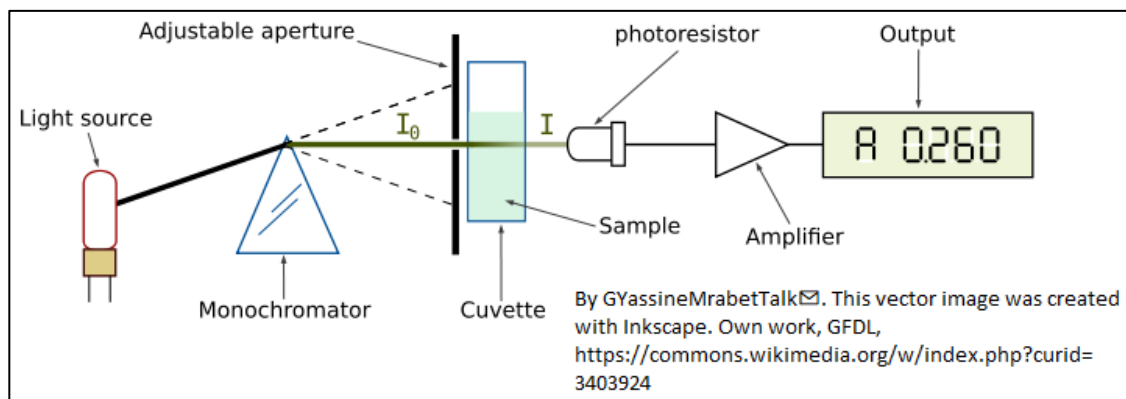 Adjustable aperture
photoresistor
Output
Light source
I₀
I
A 0.260
Sample
Amplifier
Monochromator
Cuvette
By GYassineMrabetTalk✉. This vector image was created
with Inkscape. Own work, GFDL,
https://commons.wikimedia.org/w/index.php?curid=
3403924